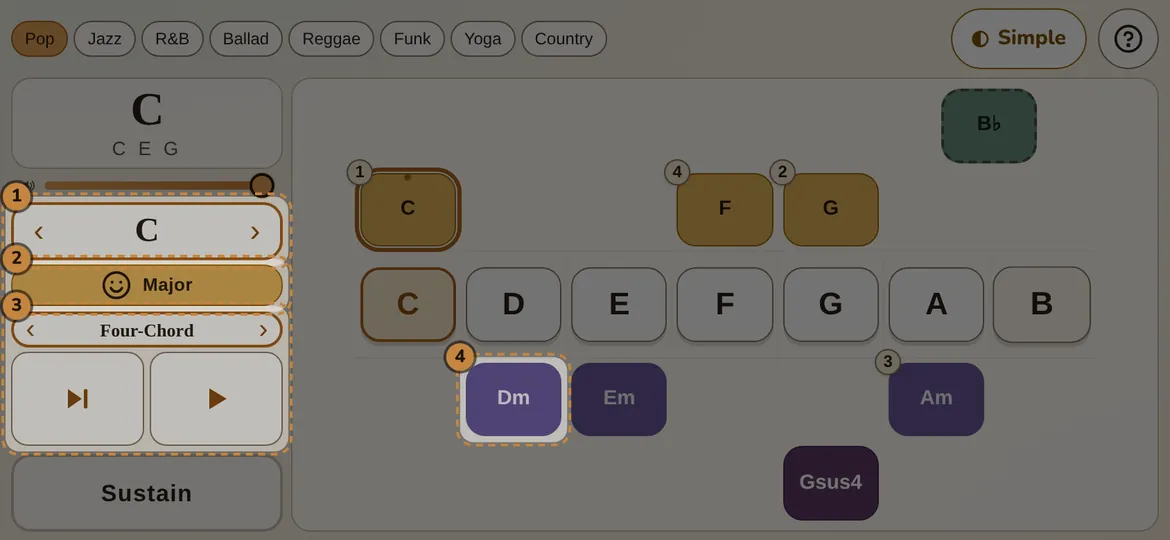 Pop Jazz R&B Ballad Reggae Funk Yoga Country Simple ?
C
C E G
B♭
1 4 2
C F G
1
C
2
Major
3
Four-Chord
C D E F G A B
4 3
Dm Em Am
Gsus4
Sustain